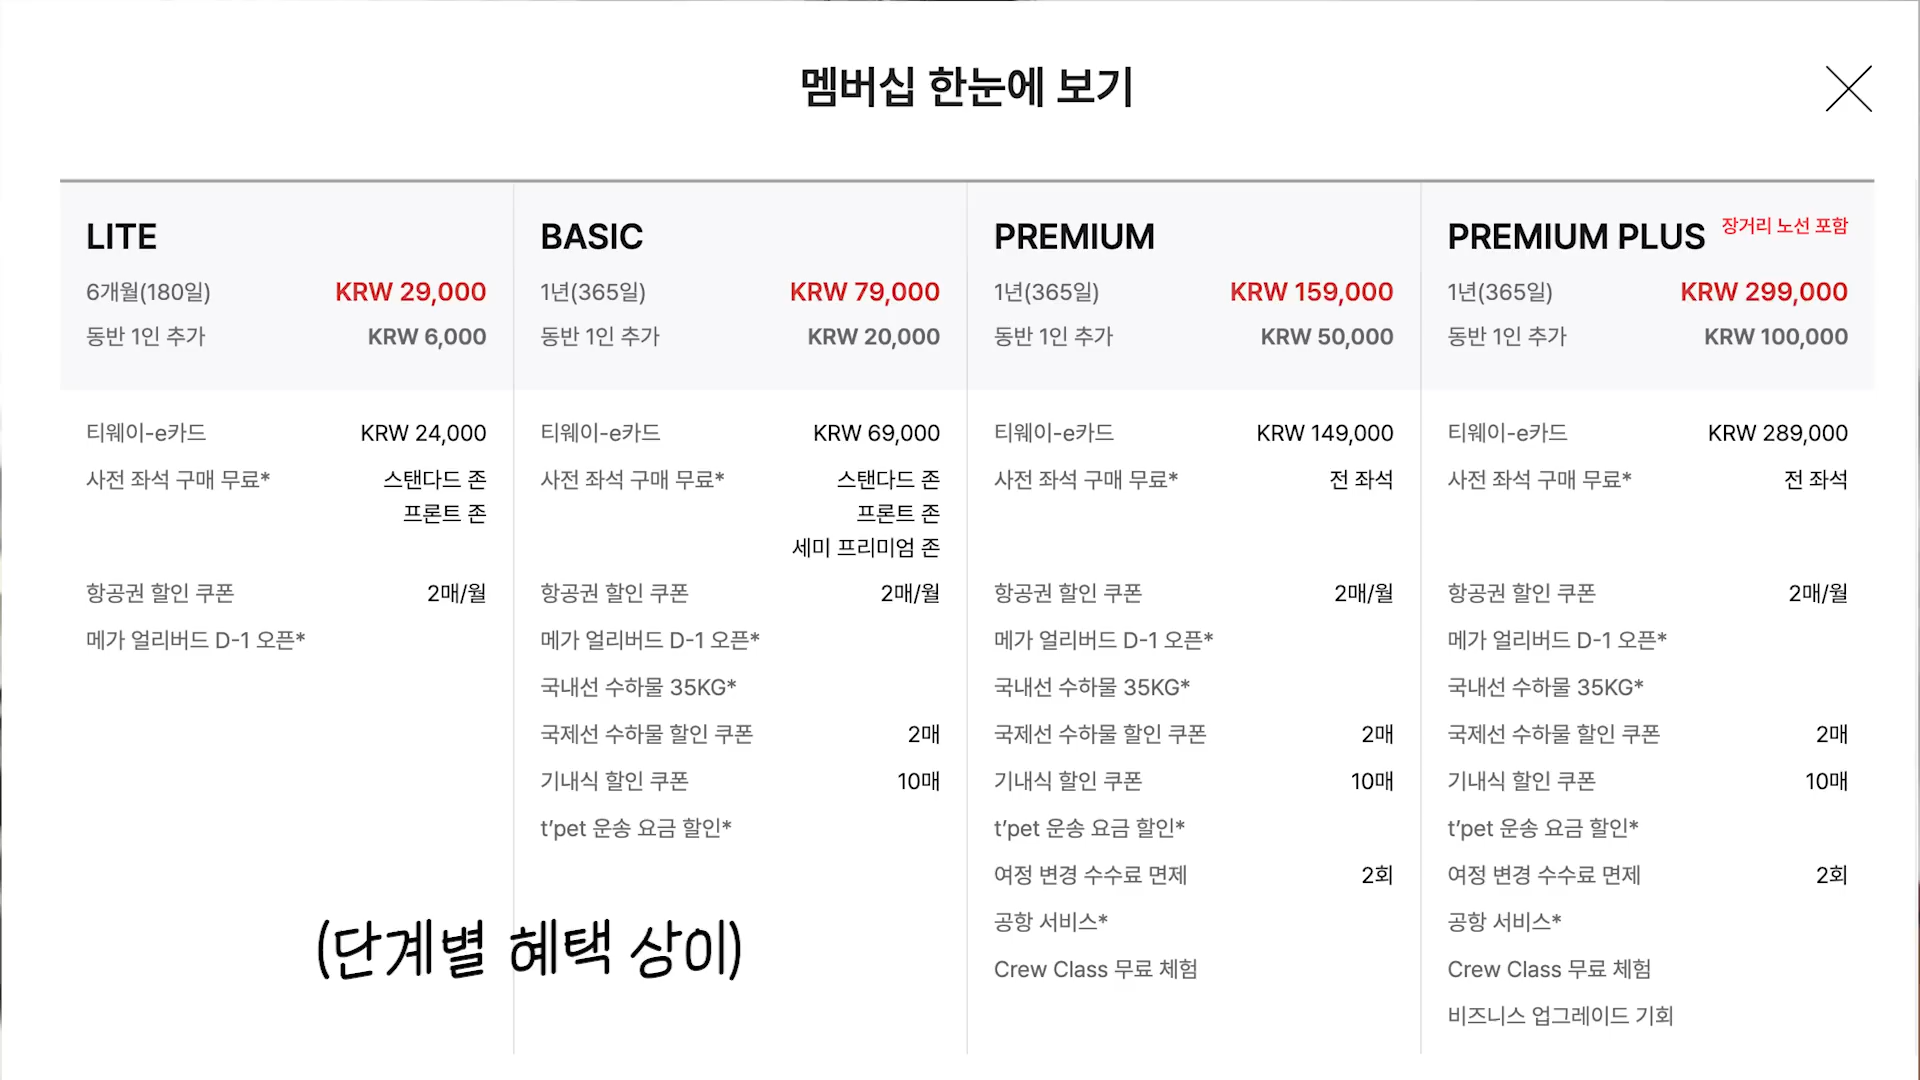 멤버십 한눈에 보기
LITE
6개월(180일) KRW 29,000
동반 1인 추가 KRW 6,000
티웨이-e카드 KRW 24,000
사전 좌석 구매 무료* 스탠다드 존
프론트 존
항공권 할인 쿠폰 2매/월
메가 얼리버드 D-1 오픈*
BASIC
1년(365일) KRW 79,000
동반 1인 추가 KRW 20,000
티웨이-e카드 KRW 69,000
사전 좌석 구매 무료* 스탠다드 존
프론트 존
세미 프리미엄 존
항공권 할인 쿠폰 2매/월
메가 얼리버드 D-1 오픈*
국내선 수하물 35KG*
국제선 수하물 할인 쿠폰 2매
기내식 할인 쿠폰 10매
t’pet 운송 요금 할인*
PREMIUM
1년(365일) KRW 159,000
동반 1인 추가 KRW 50,000
티웨이-e카드 KRW 149,000
사전 좌석 구매 무료* 전 좌석
항공권 할인 쿠폰 2매/월
메가 얼리버드 D-1 오픈*
국내선 수하물 35KG*
국제선 수하물 할인 쿠폰 2매
기내식 할인 쿠폰 10매
t’pet 운송 요금 할인*
여정 변경 수수료 면제 2회
공항 서비스*
Crew Class 무료 체험
PREMIUM PLUS 장거리 노선 포함
1년(365일) KRW 299,000
동반 1인 추가 KRW 100,000
티웨이-e카드 KRW 289,000
사전 좌석 구매 무료* 전 좌석
항공권 할인 쿠폰 2매/월
메가 얼리버드 D-1 오픈*
국내선 수하물 35KG*
국제선 수하물 할인 쿠폰 2매
기내식 할인 쿠폰 10매
t’pet 운송 요금 할인*
여정 변경 수수료 면제 2회
공항 서비스*
Crew Class 무료 체험
비즈니스 업그레이드 기회
(단계별 혜택 상이)